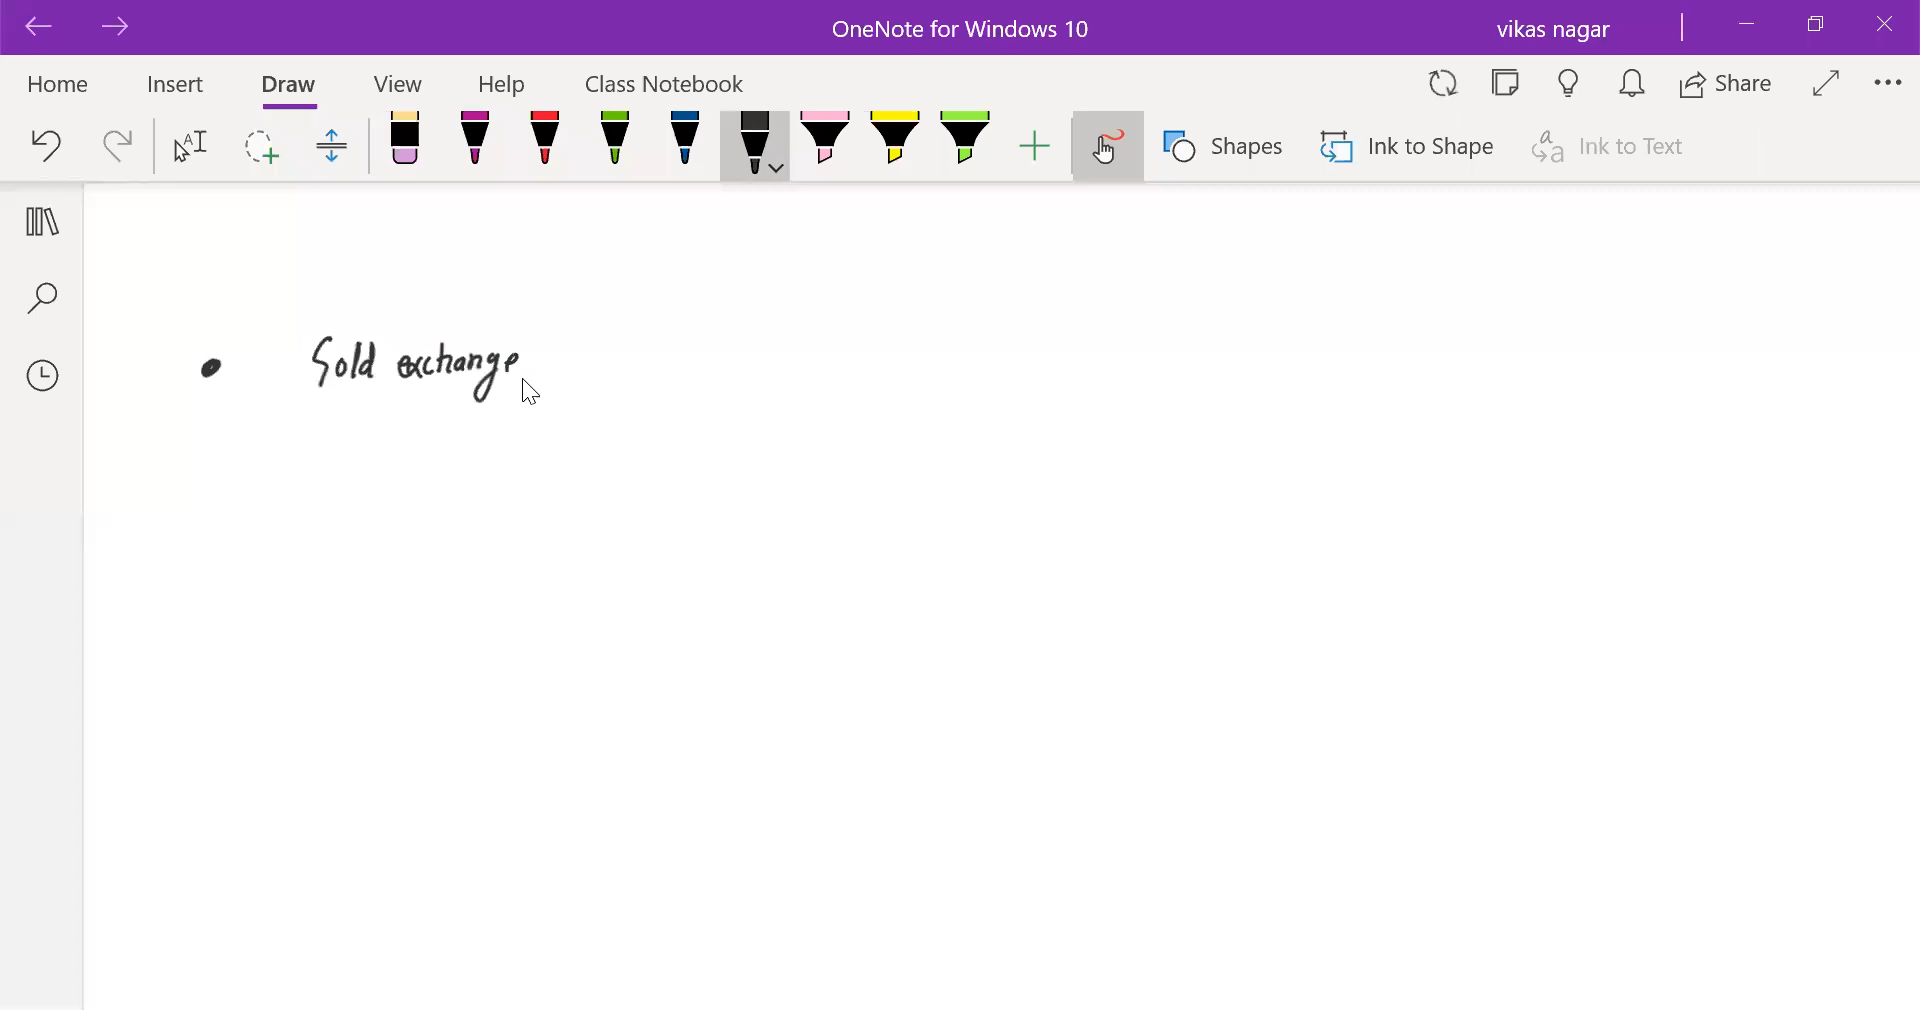 OneNote for Windows 10
vikas nagar
Home Insert Draw View Help Class Notebook
Share
Shapes Ink to Shape Ink to Text
Gold exchange